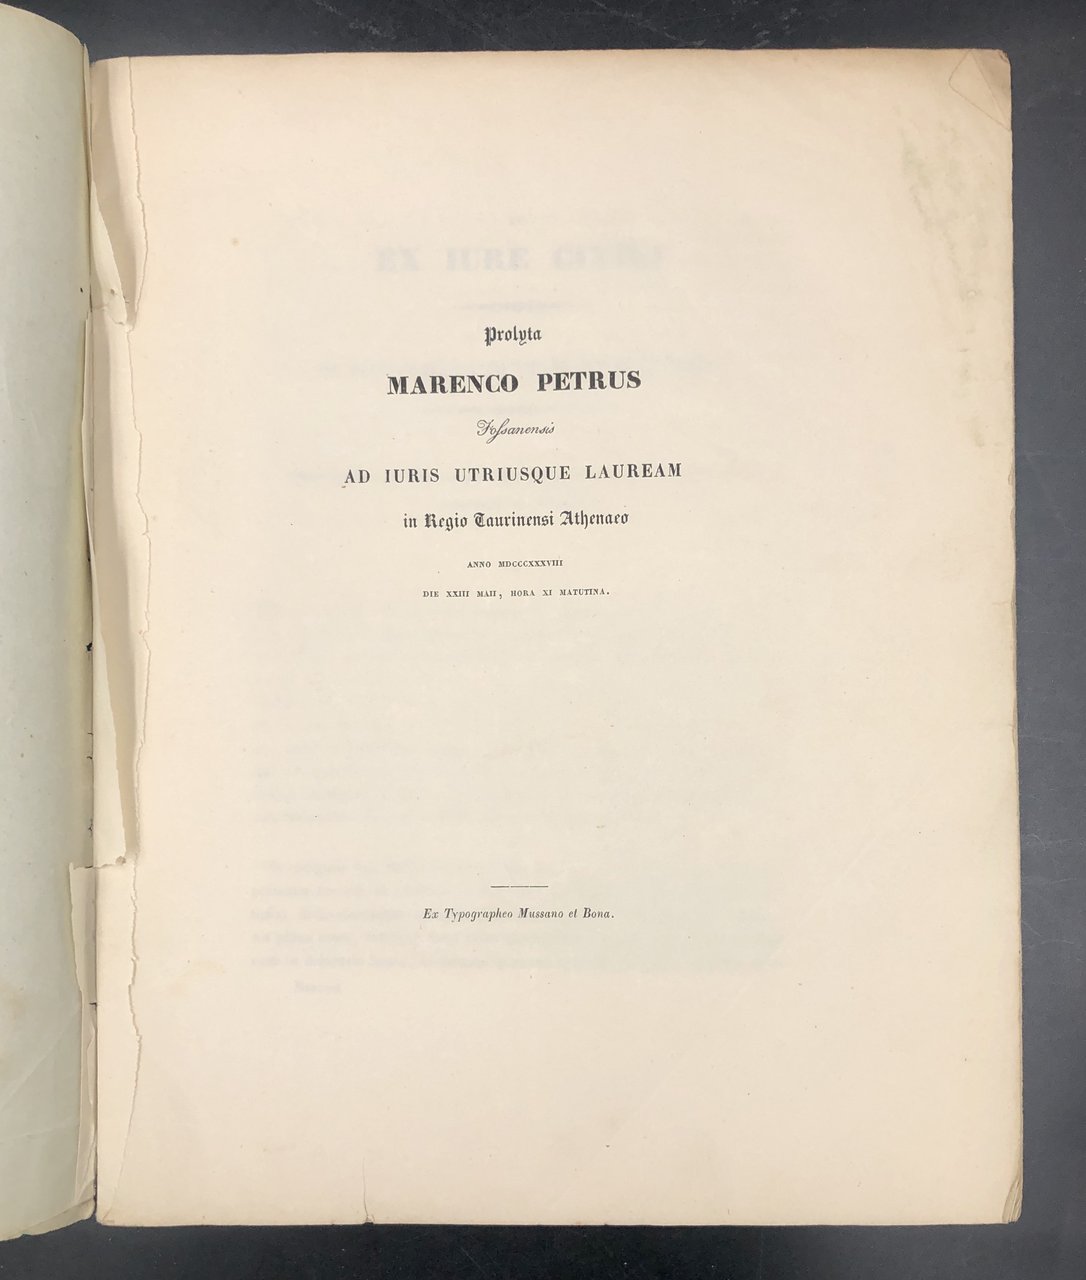 Prolyta
MARENCO PETRUS
Fossanensis
AD IURIS UTRIUSQUE LAUREAM
in Regio Taurinensi Athenaeo
ANNO MDCCCXXXVIII
DIE XXIII MAII, HORA XI MATUTINA.
Ex Typographeo Mussano et Bona.